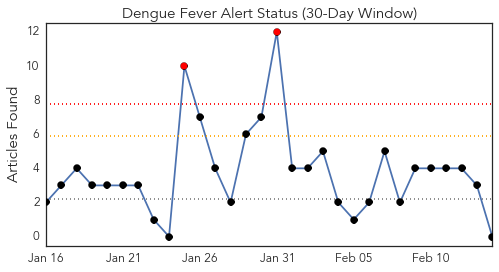 Dengue Fever Alert Status (30-Day Window)
Articles Found
12
10
8
6
4
2
0
Jan 16 Jan 21 Jan 26 Jan 31 Feb 05 Feb 10